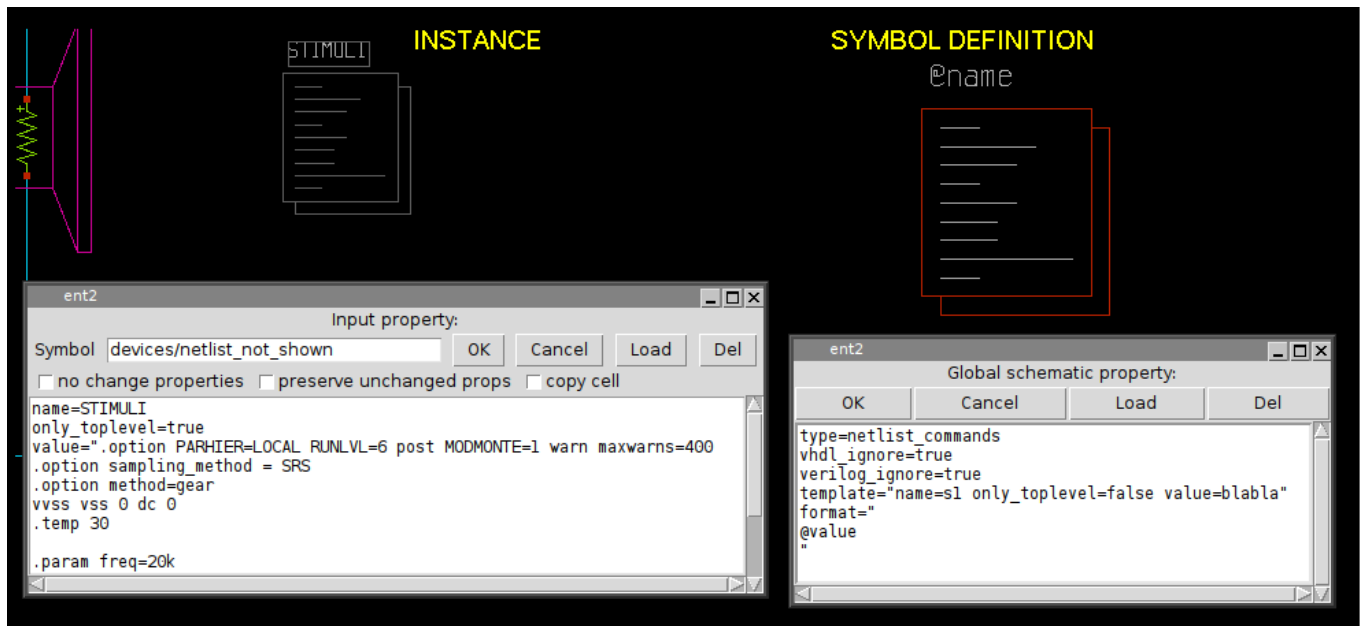 INSTANCE
SYMBOL DEFINITION
STIMULI
@name
+
ent2
Input property:
Symbol devices/netlist_not_shown OK Cancel Load Del
no change properties preserve unchanged props copy cell
name=STIMULI
only_toplevel=true
value=".option PARHIER=LOCAL RUNLVL=6 post MODMONTE=1 warn maxwarns=400
.option sampling_method = SRS
.option method=gear
vvss vss 0 dc 0
.temp 30
.param freq=20k
ent2
Global schematic property:
OK Cancel Load Del
type=netlist_commands
vhdl_ignore=true
verilog_ignore=true
template="name=s1 only_toplevel=false value=blabla"
format="
@value
"